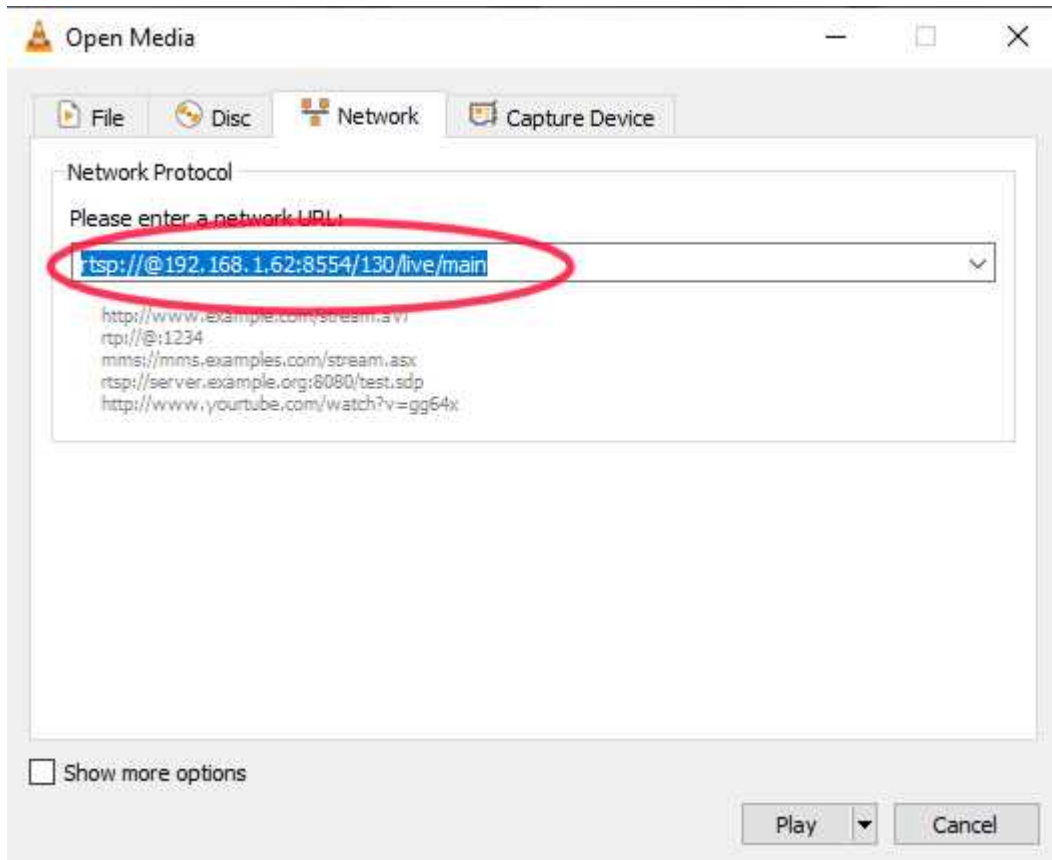 Open Media
File Disc Network Capture Device
Network Protocol
Please enter a network URL:
rtsp://@192.168.1.62:8554/130/live/main
http://www.example.com/stream.avi
rtp://@:1234
mms://mms.examples.com/stream.asx
rtsp://server.example.org:8080/test.sdp
http://www.yourtube.com/watch?v=gg64x
Show more options
Play Cancel